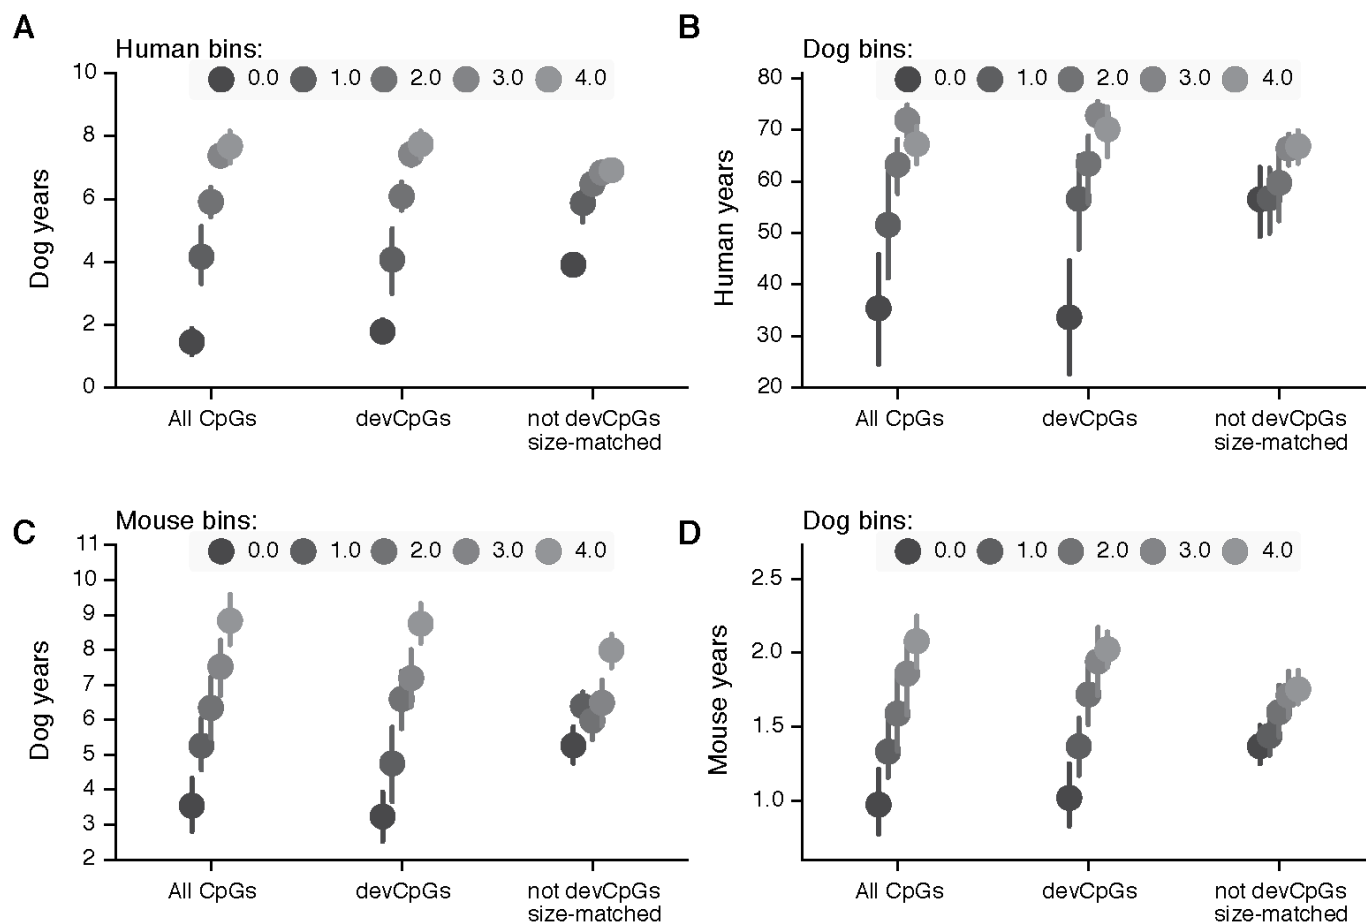 A
Human bins:
0.0 1.0 2.0 3.0 4.0
10
8
6
4
2
0
Dog years
All CpGs
devCpGs
not devCpGs
size-matched
B
Dog bins:
0.0 1.0 2.0 3.0 4.0
80
70
60
50
40
30
20
Human years
All CpGs
devCpGs
not devCpGs
size-matched
C
Mouse bins:
0.0 1.0 2.0 3.0 4.0
11
10
9
8
7
6
5
4
3
2
Dog years
All CpGs
devCpGs
not devCpGs
size-matched
D
Dog bins:
0.0 1.0 2.0 3.0 4.0
2.5
2.0
1.5
1.0
Mouse years
All CpGs
devCpGs
not devCpGs
size-matched